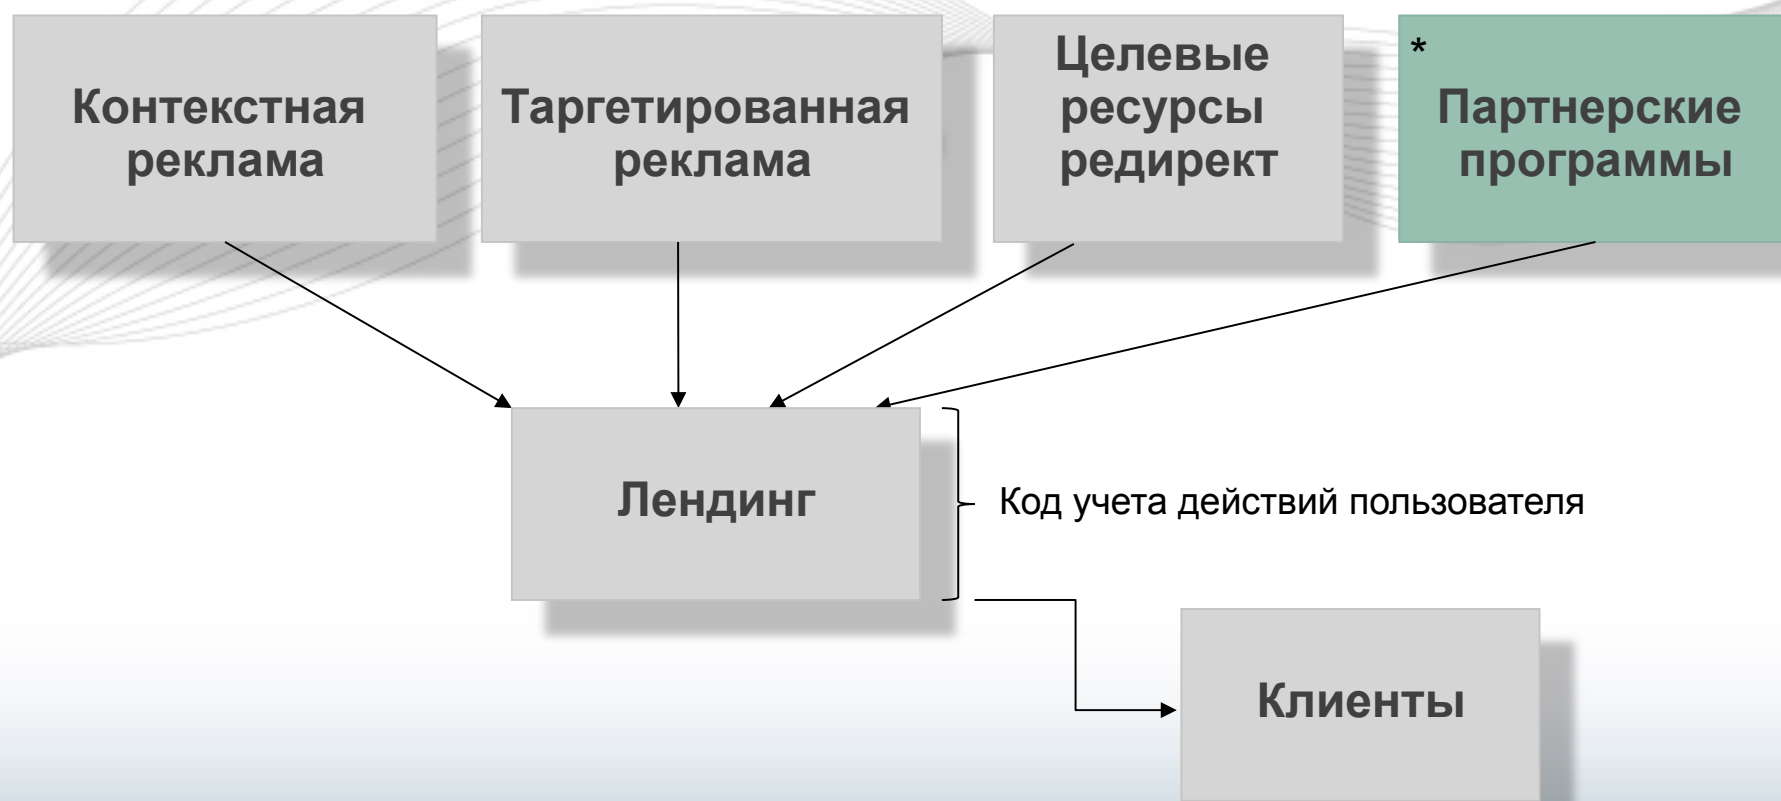 Контекстная
реклама
Таргетированная
реклама
Целевые
ресурсы
редирект
*
Партнерские
программы
Лендинг
Код учета действий пользователя
Клиенты